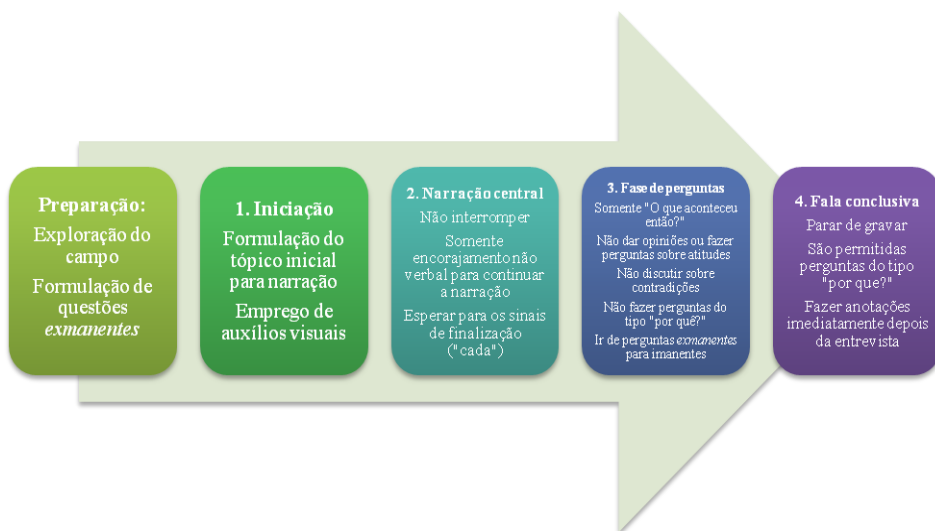 Preparação:
Exploração do
campo
Formulação de
questões
exmanentes
1. Iniciação
Formulação do
tópico inicial
para narração
Emprego de
auxílios visuais
2. Narração central
Não interromper
Somente
encorajamento não
verbal para continuar
a narração
Esperar para os sinais
de finalização
("cada")
3. Fase de perguntas
Somente "O que aconteceu
então?"
Não dar opiniões ou fazer
perguntas sobre atitudes
Não discutir sobre
contradições
Não fazer perguntas do
tipo "por quê?"
Ir de perguntas exmanentes
para imanentes
4. Fala conclusiva
Parar de gravar
São permitidas
perguntas do tipo
"por que?"
Fazer anotações
imediatamente depois
da entrevista